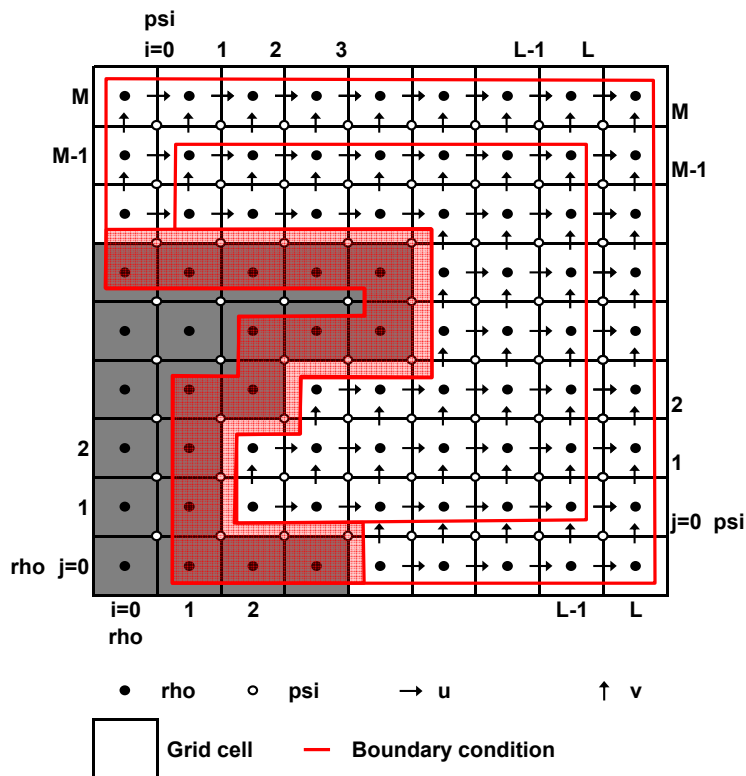 psi
i=0 1 2 3 L-1 L
M
M
M-1
M-1
2
2
1
1
j=0 psi
rho j=0
i=0 1 2 L-1 L
rho
rho psi u v
Grid cell Boundary condition